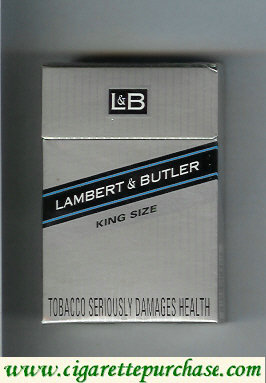 L&B
LAMBERT & BUTLER
KING SIZE
TOBACCO SERIOUSLY DAMAGES HEALTH
www.cigarettepurchase.com